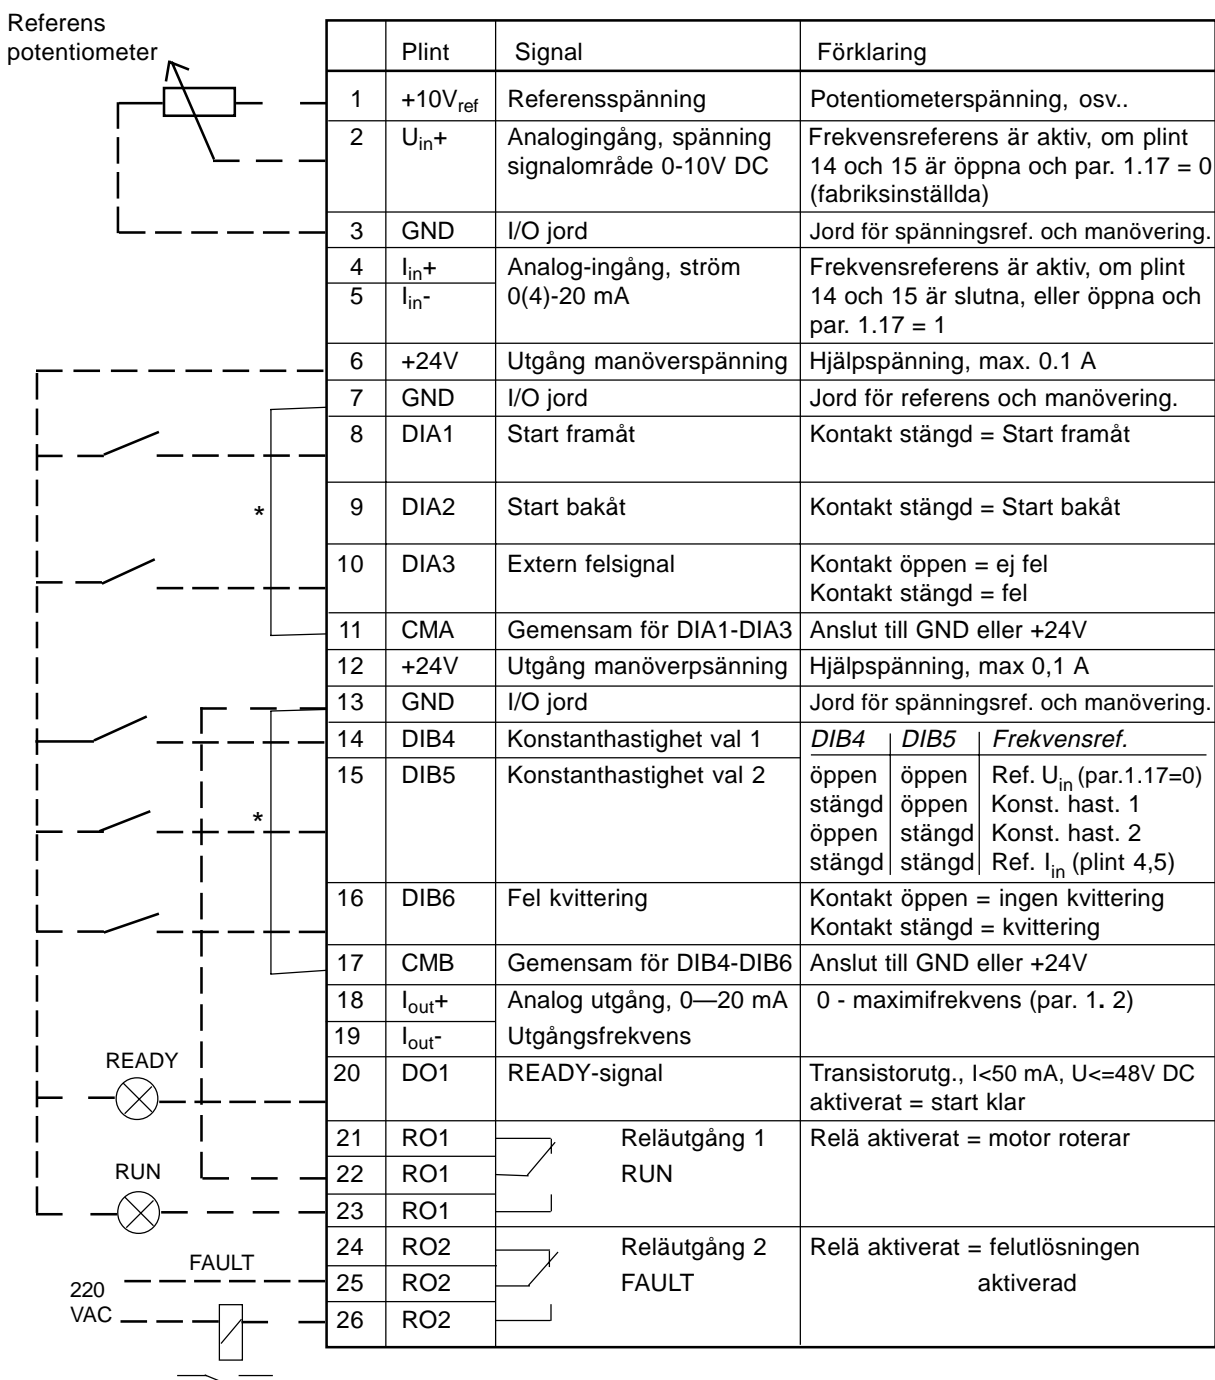 Referens
potentiometer
Plint Signal Förklaring
1 +10Vref Referensspänning Potentiometerspänning, osv..
2 Uin+ Analogingång, spänning Frekvensreferens är aktiv, om plint
signalområde 0-10V DC 14 och 15 är öppna och par. 1.17 = 0
(fabriksinställda)
3 GND I/O jord Jord för spänningsref. och manövering.
4 Iin+ Analog-ingång, ström Frekvensreferens är aktiv, om plint
5 Iin- 0(4)-20 mA 14 och 15 är slutna, eller öppna och
par. 1.17 = 1
6 +24V Utgång manöverspänning Hjälpspänning, max. 0.1 A
7 GND I/O jord Jord för referens och manövering.
8 DIA1 Start framåt Kontakt stängd = Start framåt
* 9 DIA2 Start bakåt Kontakt stängd = Start bakåt
10 DIA3 Extern felsignal Kontakt öppen = ej fel
Kontakt stängd = fel
11 CMA Gemensam för DIA1-DIA3 Anslut till GND eller +24V
12 +24V Utgång manöverpsänning Hjälpspänning, max 0,1 A
13 GND I/O jord Jord för spänningsref. och manövering.
14 DIB4 Konstanthastighet val 1 DIB4 DIB5 Frekvensref.
15 DIB5 Konstanthastighet val 2 öppen öppen Ref. Uin (par.1.17=0)
stängd öppen Konst. hast. 1
* öppen stängd Konst. hast. 2
stängd stängd Ref. Iin (plint 4,5)
16 DIB6 Fel kvittering Kontakt öppen = ingen kvittering
Kontakt stängd = kvittering
17 CMB Gemensam för DIB4-DIB6 Anslut till GND eller +24V
18 Iout+ Analog utgång, 0—20 mA 0 - maximifrekvens (par. 1. 2)
19 Iout- Utgångsfrekvens
READY
20 DO1 READY-signal Transistorutg., I<50 mA, U<=48V DC
aktiverat = start klar
21 RO1 Reläutgång 1 Relä aktiverat = motor roterar
RUN 22 RO1 RUN
23 RO1
24 RO2 Reläutgång 2 Relä aktiverat = felutlösningen
FAULT
25 RO2 FAULT aktiverad
220
VAC
26 RO2